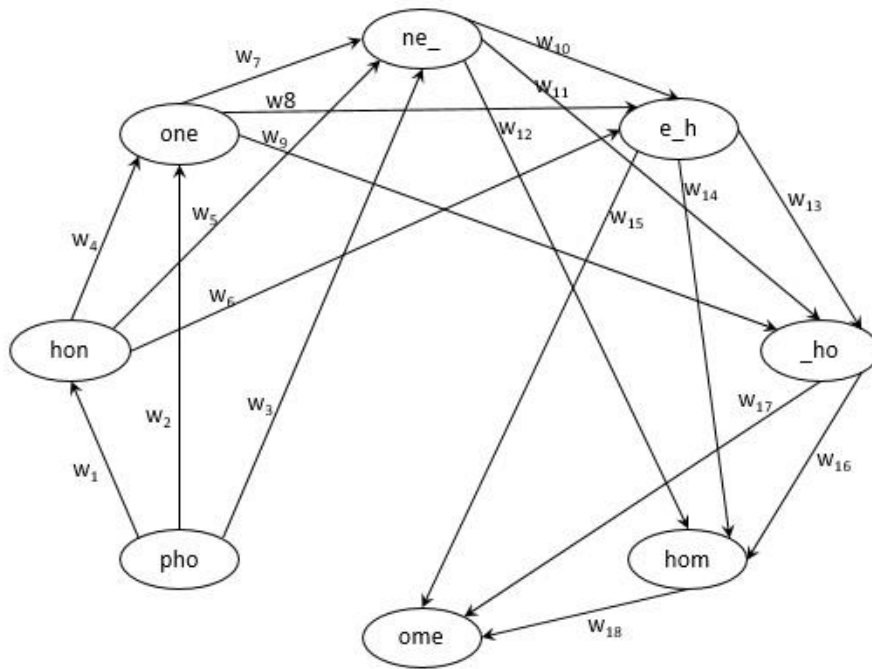 ne_
w₁₀
w₇
w₁₁
w8
one
w₉
w₁₂
e_h
w₁₄
w₁₃
w₅
w₁₅
w₄
w₆
hon
_ho
w₂
w₃
w₁₇
w₁₆
w₁
pho
hom
ome
w₁₈